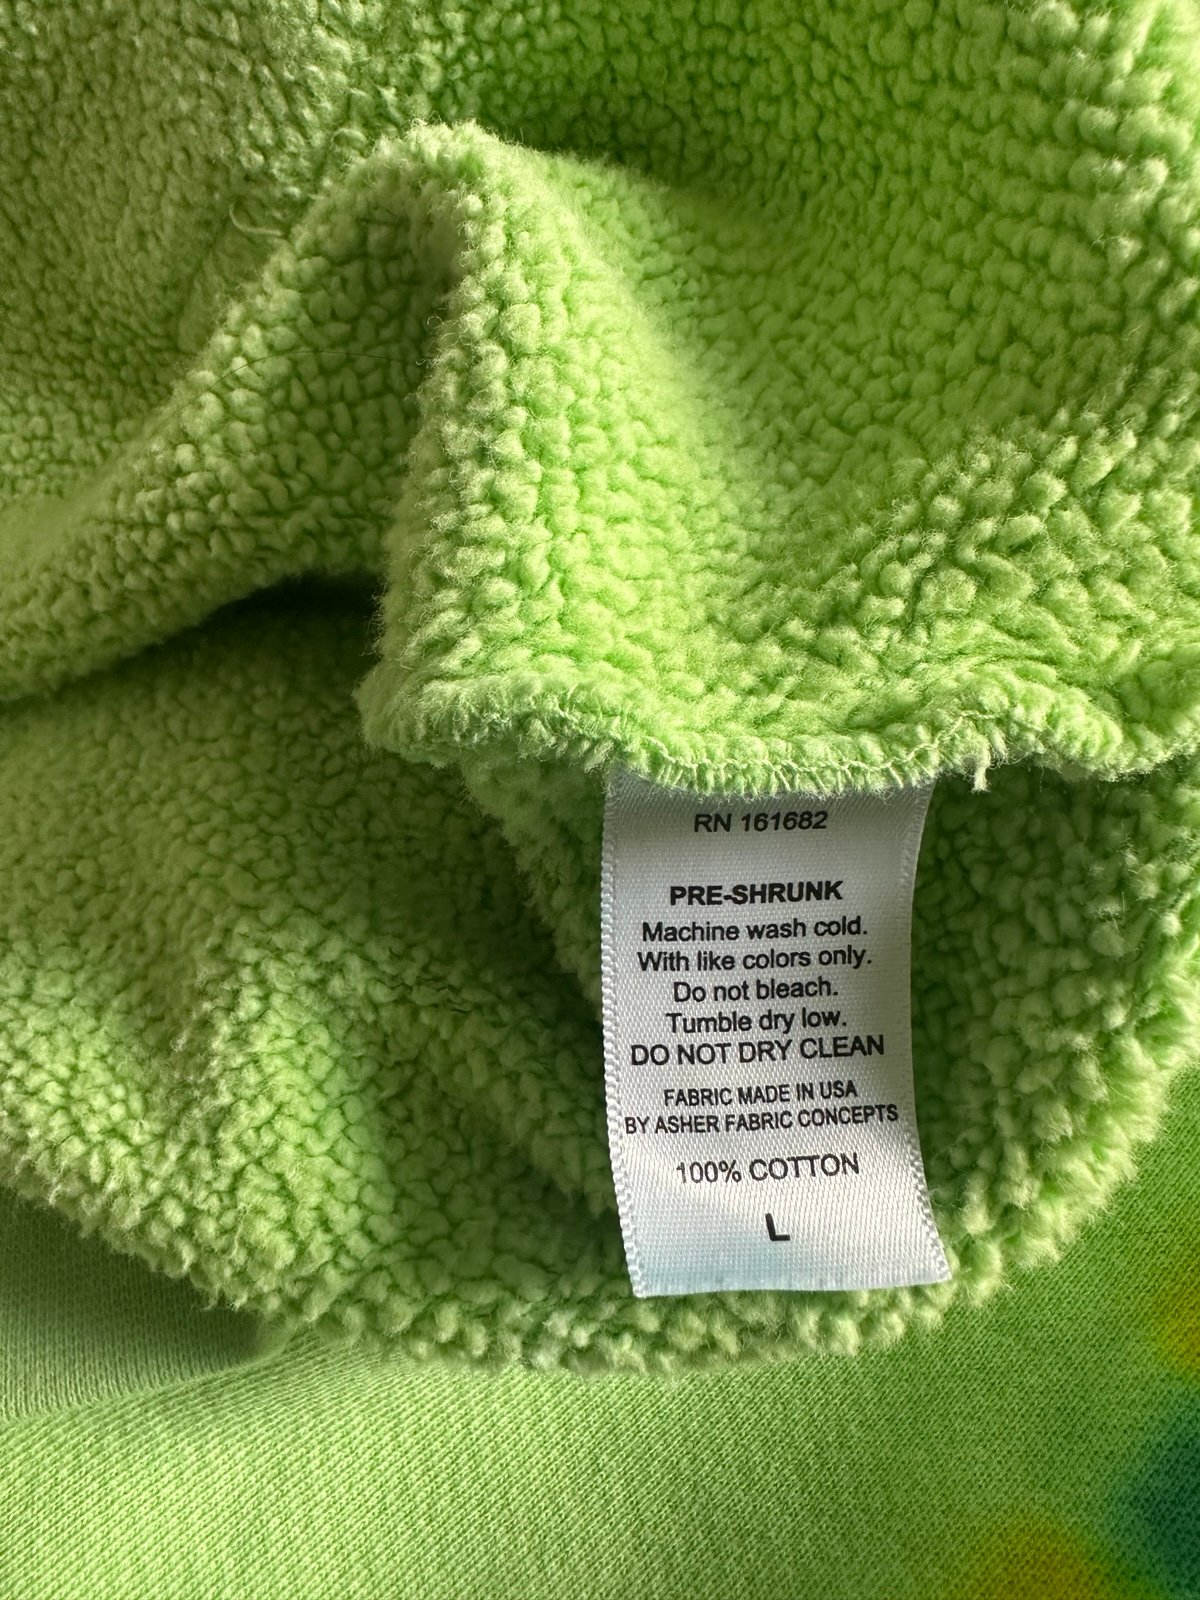 RN 161682
PRE-SHRUNK
Machine wash cold.
With like colors only.
Do not bleach.
Tumble dry low.
DO NOT DRY CLEAN
FABRIC MADE IN USA
BY ASHER FABRIC CONCEPTS
100% COTTON
L